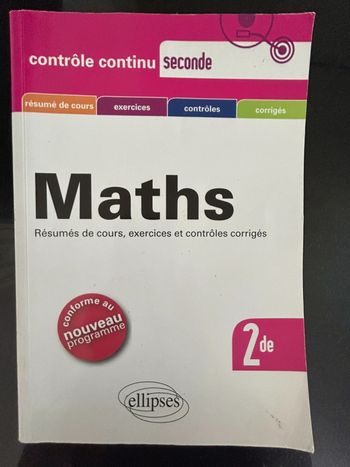 contrôle continu seconde
résumé de cours exercices contrôles corrigés
Maths
Résumés de cours, exercices et contrôles corrigés
conforme au
nouveau
programme
2de
ellipses